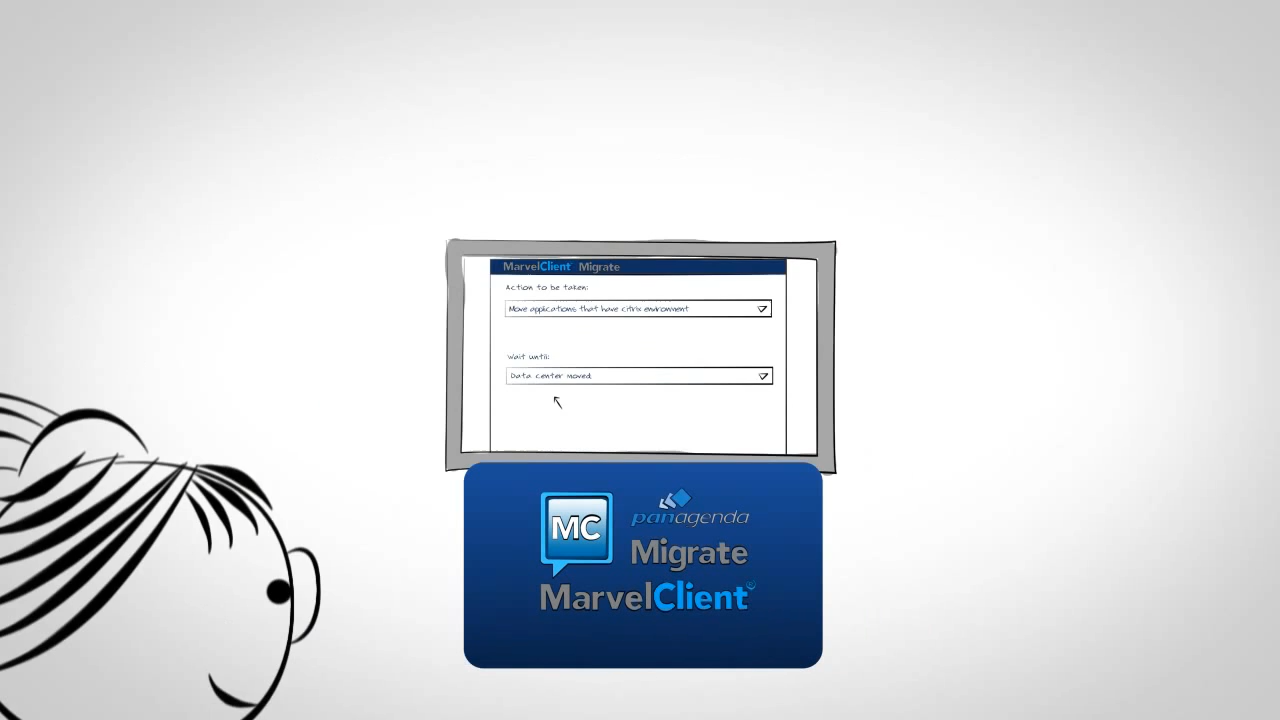 MarvelClient Migrate
Action to be taken:
Move applications that have citrix environment
Wait until:
Data center moved;
MC
panagenda
Migrate
MarvelClient®